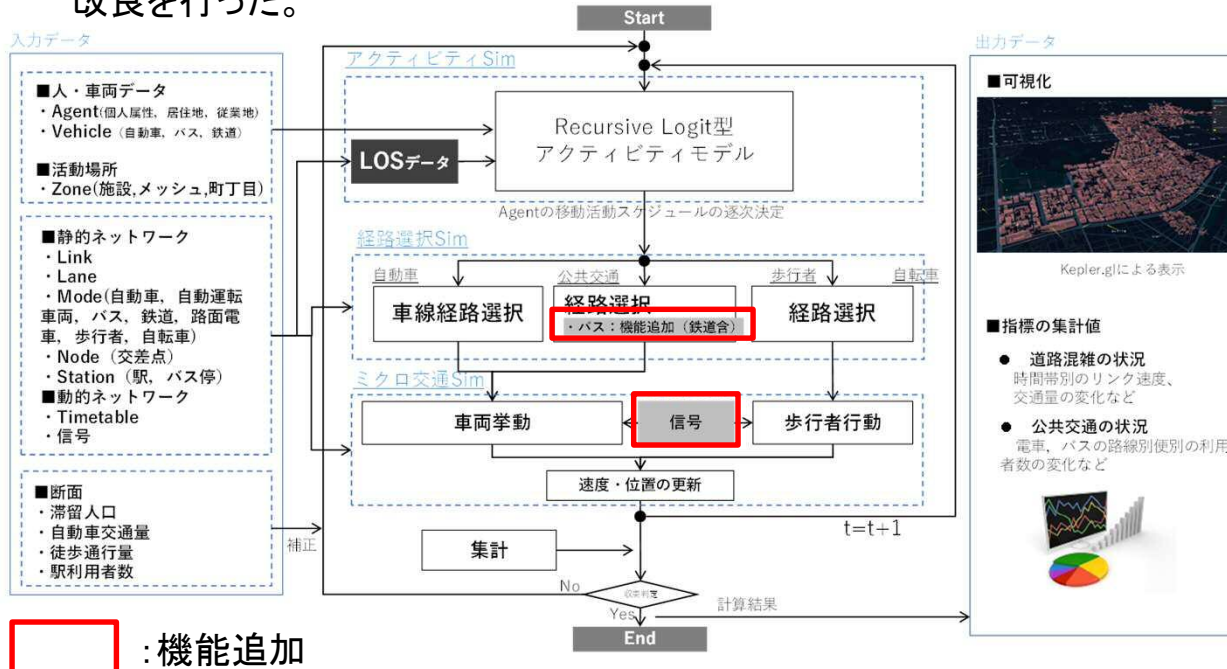 改良を行った。
入力データ
■人・車両データ
・Agent(個人属性, 居住地, 従業地)
・Vehicle（自動車, バス, 鉄道）
■活動場所
・Zone(施設,メッシュ,町丁目)
■静的ネットワーク
・Link
・Lane
・Mode(自動車, 自動運転
車両, バス, 鉄道, 路面電
車, 歩行者, 自転車)
・Node（交差点）
・Station（駅, バス停）
■動的ネットワーク
・Timetable
・信号
■断面
・滞留人口
・自動車交通量
・徒歩通行量
・駅利用者数
補正
Start
アクティビティSim
Recursive Logit型
アクティビティモデル
LOSデータ
Agentの移動活動スケジュールの逐次決定
経路選択Sim
自動車
公共交通
歩行者
自転車
車線経路選択
経路選択
・バス：機能追加（鉄道含）
経路選択
ミクロ交通Sim
車両挙動
信号
歩行者行動
速度・位置の更新
t=t+1
集計
No
収束判定
Yes
計算結果
End
出力データ
■可視化
Kepler.glによる表示
■指標の集計値
● 道路混雑の状況
時間帯別のリンク速度、
交通量の変化など
● 公共交通の状況
電車, バスの路線別便別の利用
者数の変化など
：機能追加